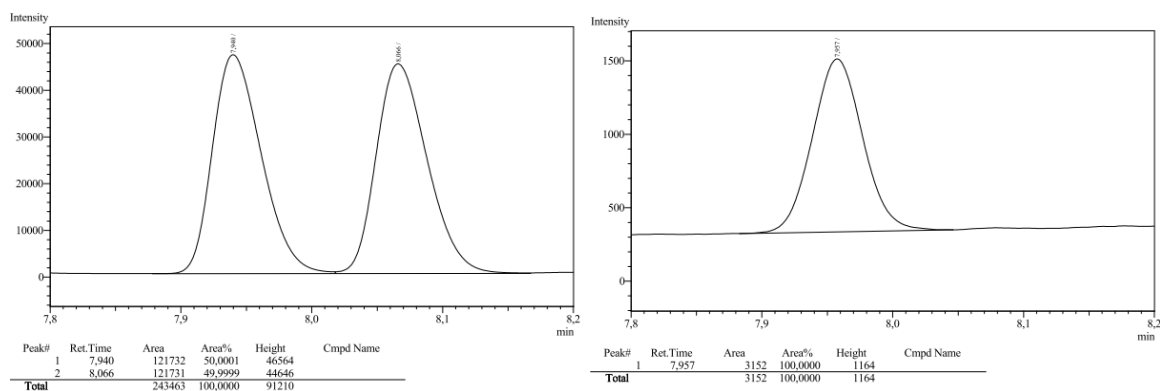 Intensity
50000
40000
30000
20000
10000
0
7,940 /
8,066 /
7,8 7,9 8,0 8,1 8,2
min
Peak# Ret.Time Area Area% Height Cmpd Name
1 7,940 121732 50,0001 46564
2 8,066 121731 49,9999 44646
Total 243463 100,0000 91210
Intensity
1500
1000
500
0
7,957 /
7,8 7,9 8,0 8,1 8,2
min
Peak# Ret.Time Area Area% Height Cmpd Name
1 7,957 3152 100,0000 1164
Total 3152 100,0000 1164